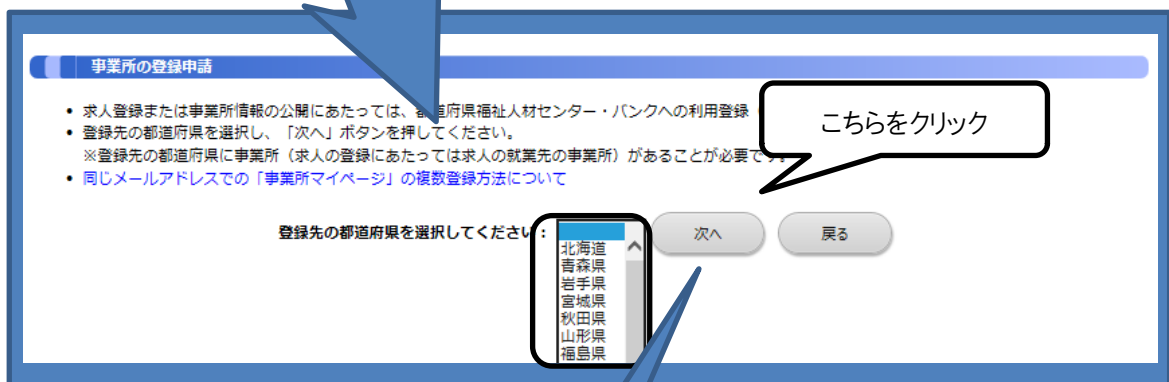 事業所の登録申請
• 求人登録または事業所情報の公開にあたっては、都道府県福祉人材センター・バンクへの利用登録
こちらをクリック
• 登録先の都道府県を選択し、「次へ」ボタンを押してください。
※登録先の都道府県に事業所（求人の登録にあたっては求人の就業先の事業所）があることが必要です。
• 同じメールアドレスでの「事業所マイページ」の複数登録方法について
登録先の都道府県を選択してください：
次へ
戻る
北海道
青森県
岩手県
宮城県
秋田県
山形県
福島県